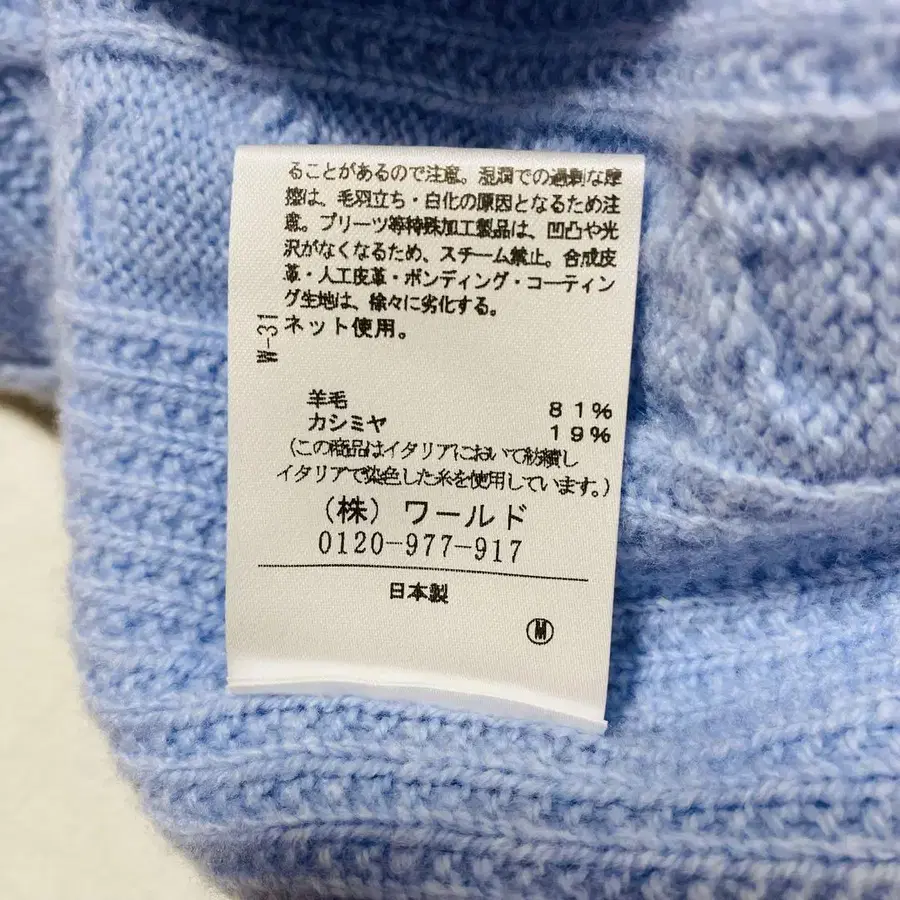 ることがあるので注意。湿潤での過剰な摩
擦は、毛羽立ち・白化の原因となるため注
意。プリーツ等特殊加工製品は、凹凸や光
沢がなくなるため、スチーム禁止。合成皮
革・人工皮革・ボンディング・コーティン
グ生地は、徐々に劣化する。
ネット使用。
W-31
羊毛 81%
カシミヤ 19%
(この商品はイタリアにおいて紡績し
イタリアで染色した糸を使用しています。)
(株) ワールド
0120-977-917
日本製
Ⓜ